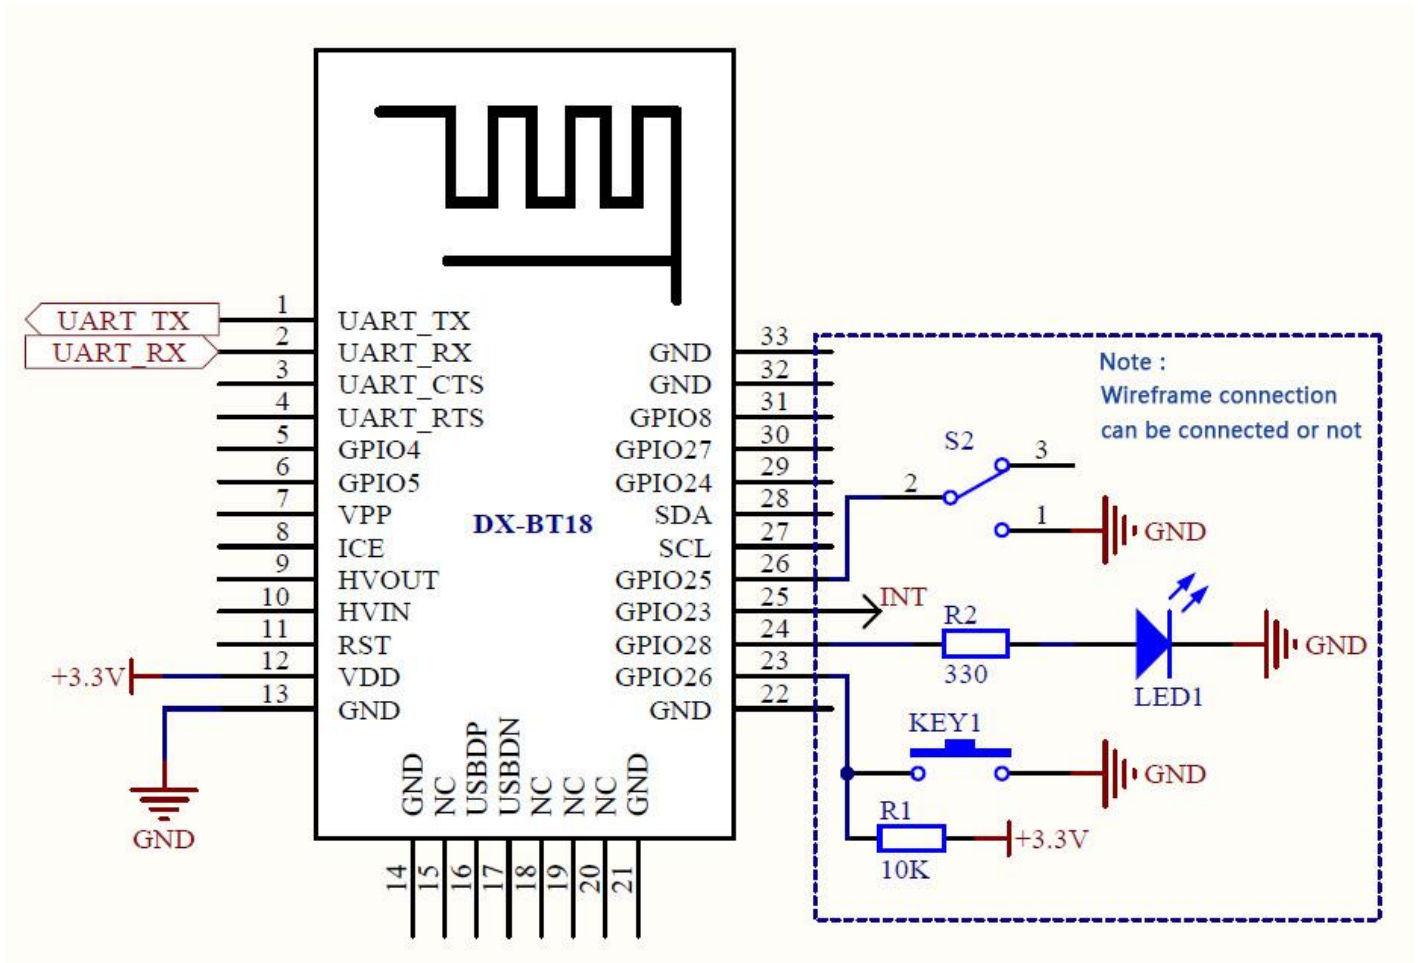 UART_TX
UART_RX
+3.3V
GND
1
2
3
4
5
6
7
8
9
10
11
12
13
UART_TX
UART_RX
UART_CTS
UART_RTS
GPIO4
GPIO5
VPP
ICE
HVOUT
HVIN
RST
VDD
GND
DX-BT18
GND
GND
GPIO8
GPIO27
GPIO24
SDA
SCL
GPIO25
GPIO23
GPIO28
GPIO26
GND
33
32
31
30
29
28
27
26
25
24
23
22
GND
NC
USBDP
USBDN
NC
NC
NC
GND
14
15
16
17
18
19
20
21
Note :
Wireframe connection
can be connected or not
S2
3
2
1
GND
INT
R2
330
LED1
GND
KEY1
GND
R1
10K
+3.3V